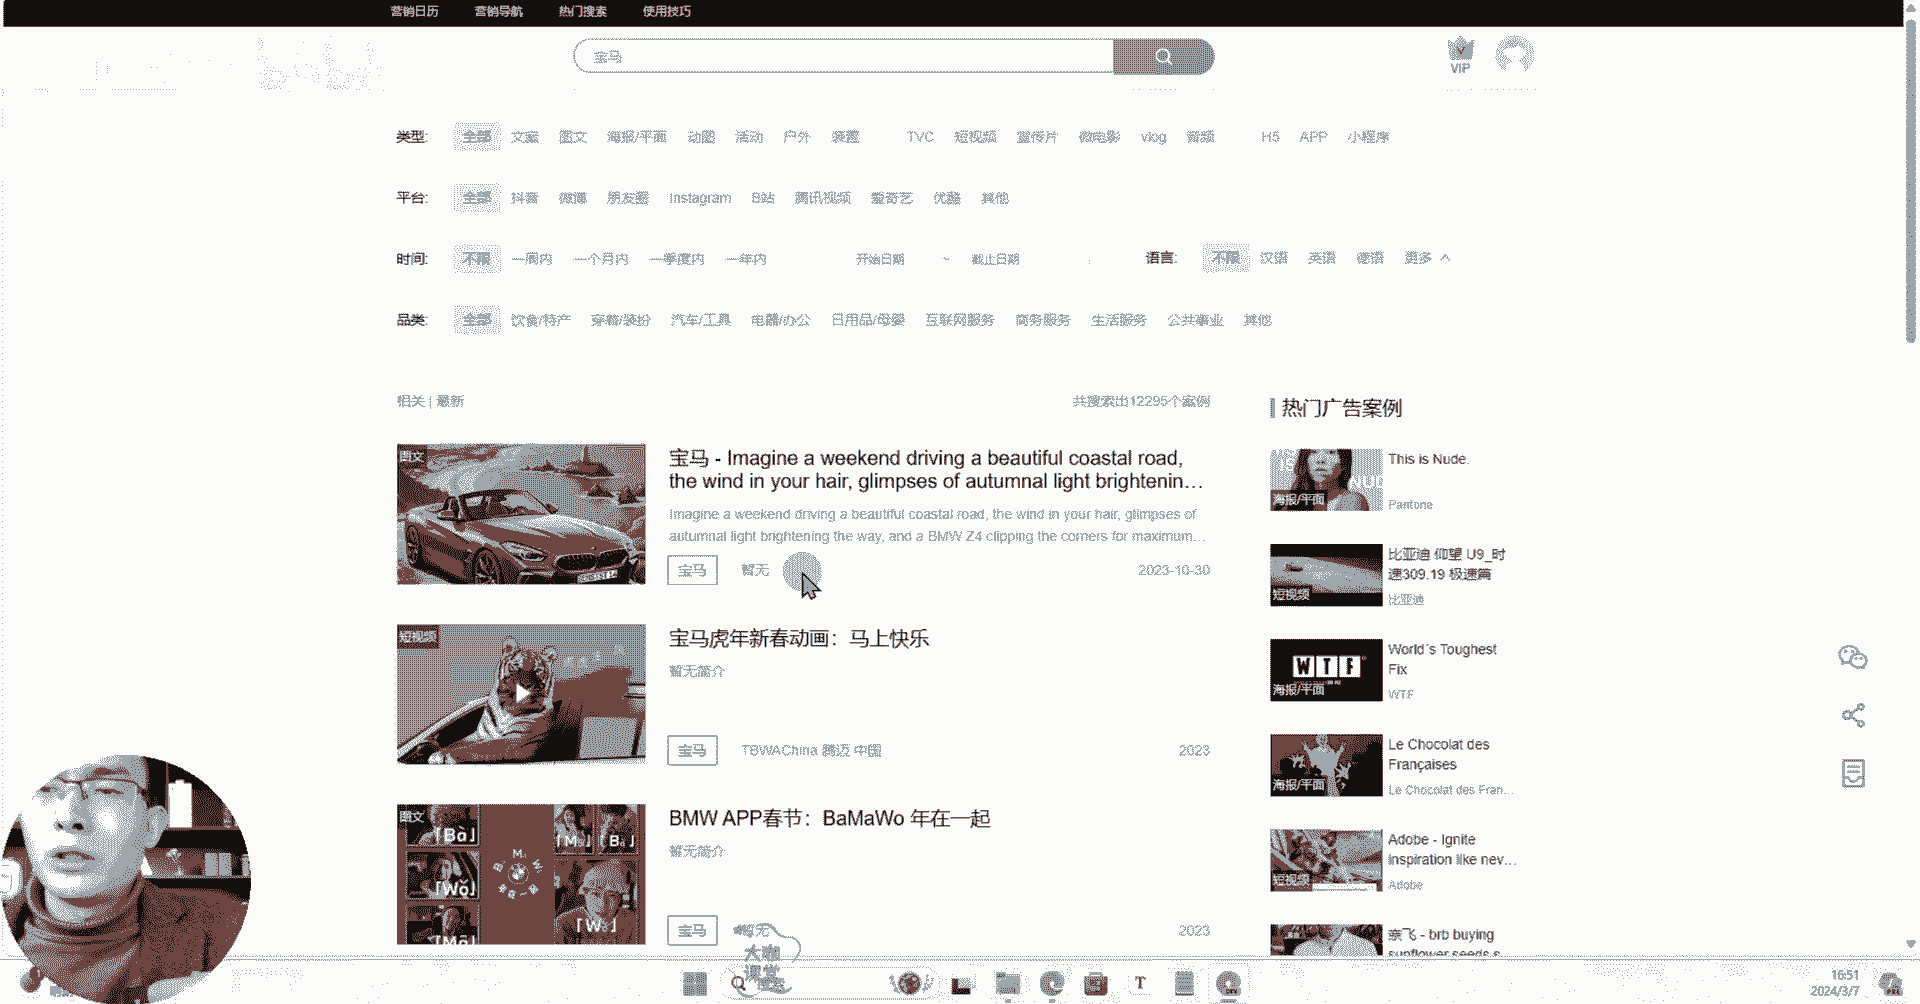 营销日历 营销导航 热门搜索 使用技巧
宝马
VIP
类型: 全部 文案 图文 海报/平面 动图 活动 户外 装置 TVC 短视频 宣传片 微电影 vlog 音频 H5 APP 小程序
平台: 全部 抖音 微博 朋友圈 Instagram B站 腾讯视频 爱奇艺 优酷 其他
时间: 不限 一周内 一个月内 一季度内 一年内 开始日期 ~ 截止日期 语言: 不限 汉语 英语 德语 更多
品类: 全部 饮食/特产 穿着/装扮 汽车/工具 电器/办公 日用品/母婴 互联网服务 商务服务 生活服务 公共事业 其他
相关 | 最新
共搜索出12295个案例
图文
宝马 - Imagine a weekend driving a beautiful coastal road,
the wind in your hair, glimpses of autumnal light brightenin...
Imagine a weekend driving a beautiful coastal road, the wind in your hair, glimpses of
autumnal light brightening the way, and a BMW Z4 clipping the corners for maximum...
宝马 暂无 2023-10-30
短视频
宝马虎年新春动画：马上快乐
暂无简介
宝马 TBWAChina 腾迈 中国 2023
图文
「Bǎ」
「Wǒ」
BMW APP春节：BaMaWo 年在一起
暂无简介
宝马 暂无 2023
热门广告案例
海报/平面
This is Nude.
Pantone
短视频
比亚迪 仰望 U9_时
速309.19 极速篇
比亚迪
WTF
海报/平面
World´s Toughest
Fix
WTF
海报/平面
Le Chocolat des
Françaises
Le Chocolat des Fran...
短视频
Adobe - Ignite
inspiration like nev...
Adobe
奈飞 - brb buying
sunflower seeds s
大咖
课堂
T
DEV
16:51
2024/3/7
PRE